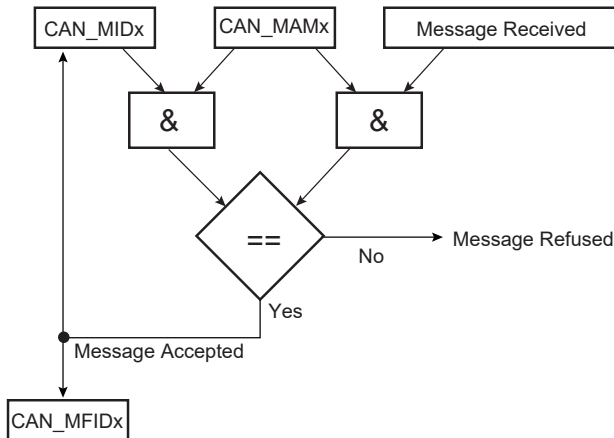 CAN_MIDx
CAN_MAMx
Message Received
&
&
==
No
Message Refused
Yes
Message Accepted
CAN_MFIDx